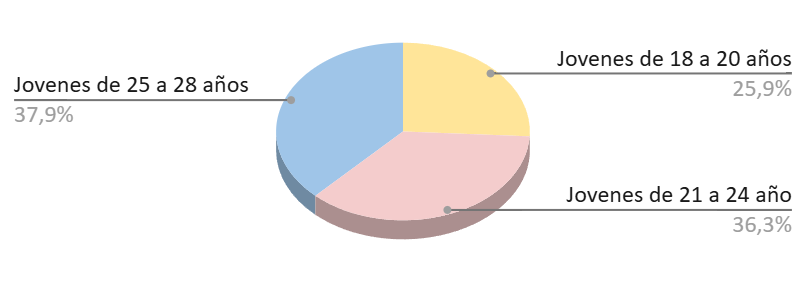 Jovenes de 18 a 20 años
25,9%
Jovenes de 25 a 28 años
37,9%
Jovenes de 21 a 24 año
36,3%